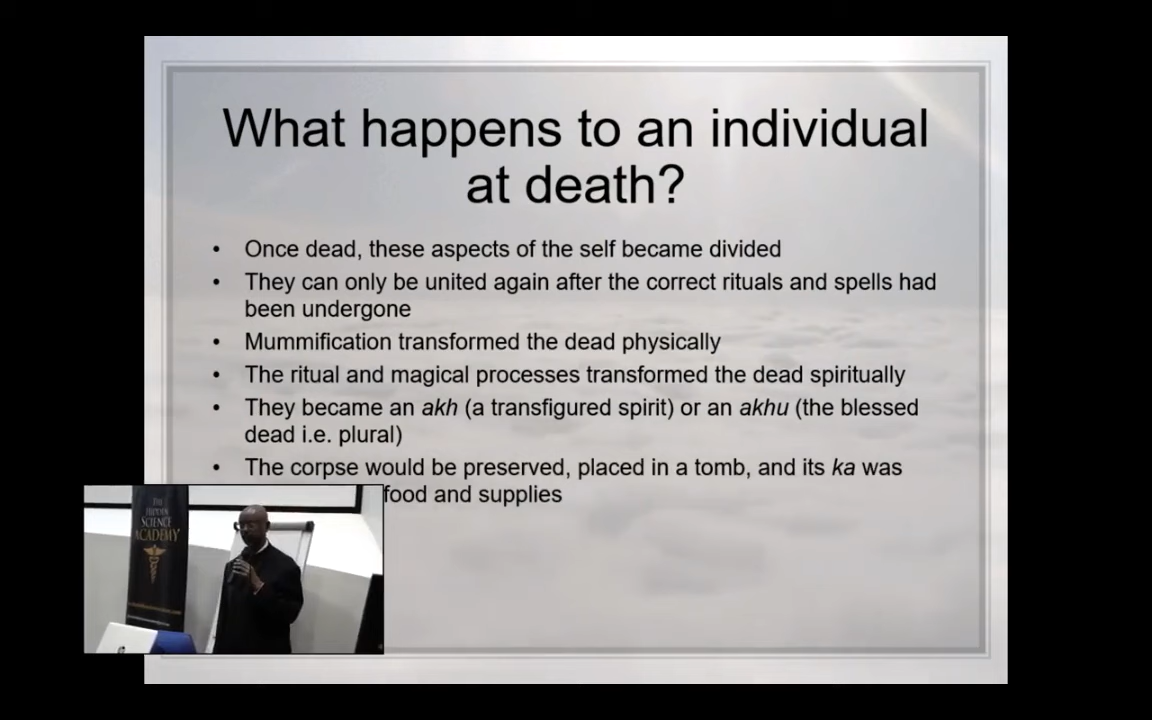 What happens to an individual
at death?
• Once dead, these aspects of the self became divided
• They can only be united again after the correct rituals and spells had
been undergone
• Mummification transformed the dead physically
• The ritual and magical processes transformed the dead spiritually
• They became an akh (a transfigured spirit) or an akhu (the blessed
dead i.e. plural)
• The corpse would be preserved, placed in a tomb, and its ka was
food and supplies
THE
HIDDEN
SCIENCE
ACADEMY